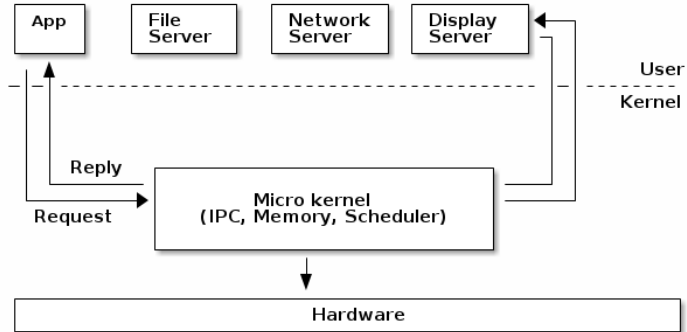 App
File
Server
Network
Server
Display
Server
User
Kernel
Reply
Request
Micro kernel
(IPC, Memory, Scheduler)
Hardware